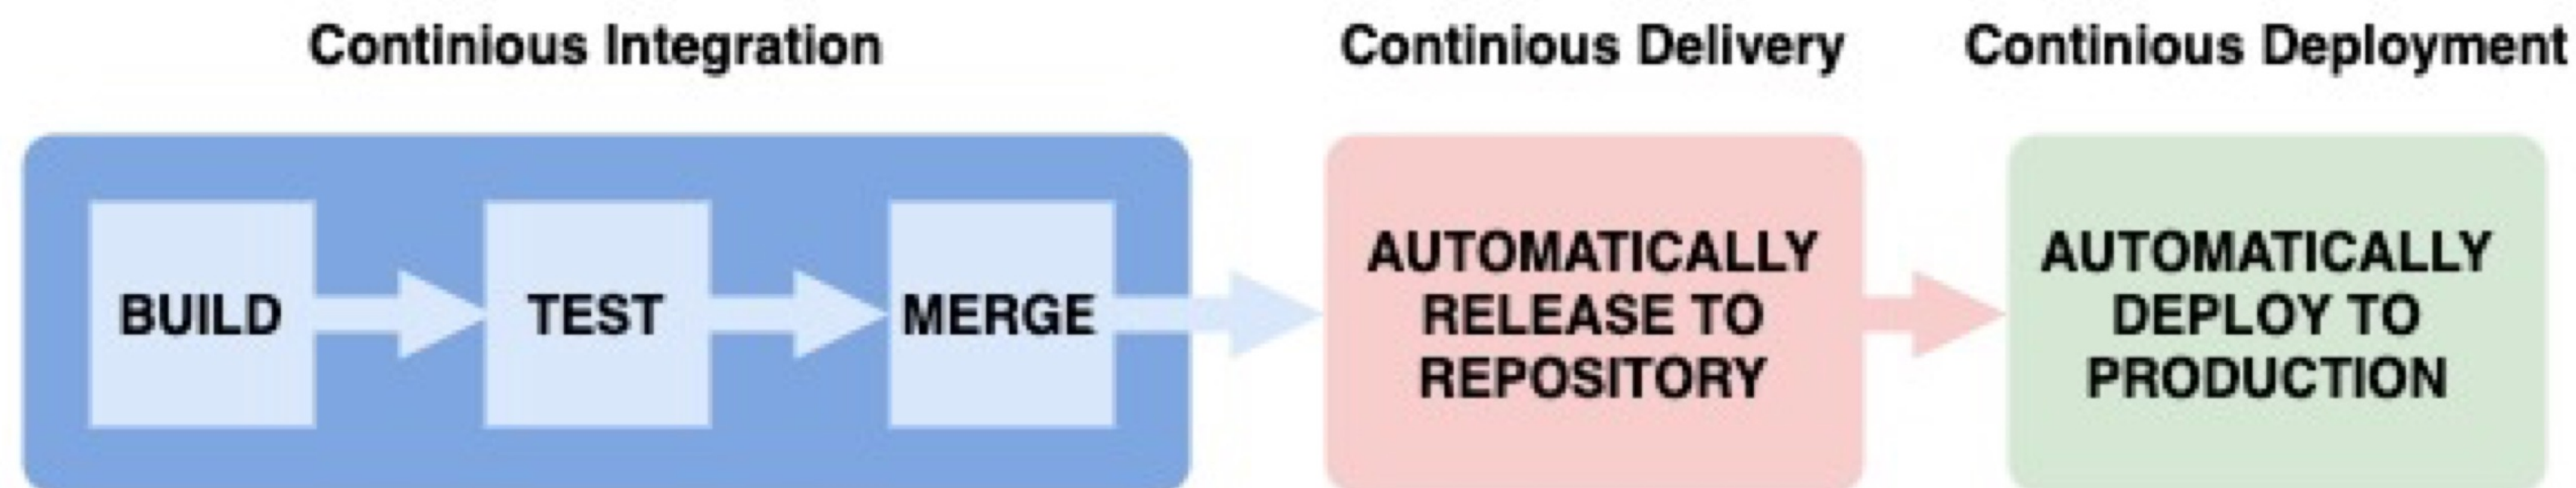 Continious Integration
Continious Delivery
Continious Deployment
BUILD
TEST
MERGE
AUTOMATICALLY
RELEASE TO
REPOSITORY
AUTOMATICALLY
DEPLOY TO
PRODUCTION